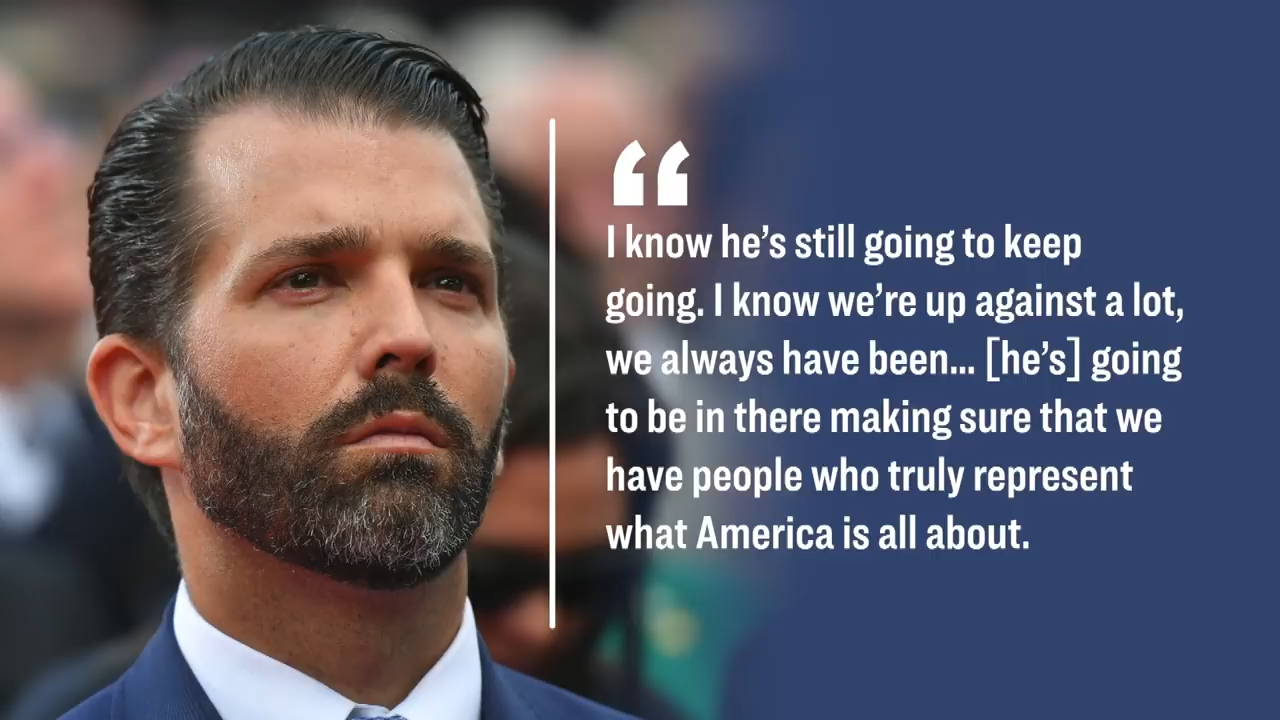 “
I know he’s still going to keep
going. I know we’re up against a lot,
we always have been... [he’s] going
to be in there making sure that we
have people who truly represent
what America is all about.